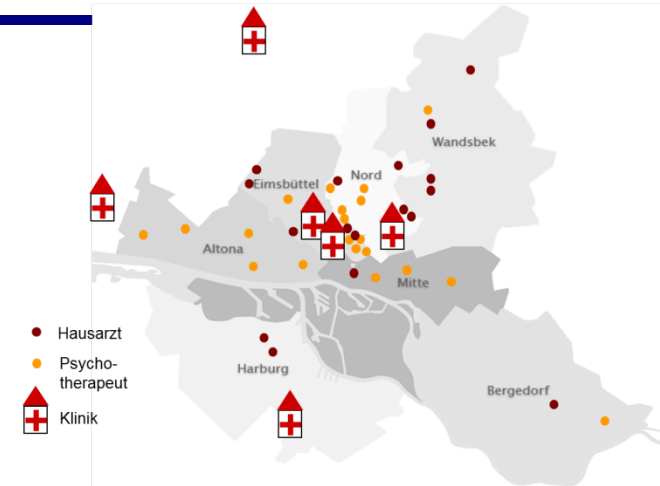 Wandsbek
Nord
Eimsbüttel
Altona
Mitte
Hausarzt
Psycho-
therapeut
Harburg
Bergedorf
Klinik